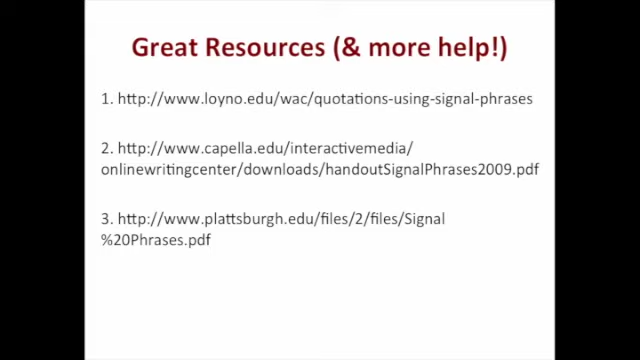 Great Resources (& more help!)
1. http://www.loyno.edu/wac/quotations-using-signal-phrases
2. http://www.capella.edu/interactivemedia/
onlinewritingcenter/downloads/handoutSignalPhrases2009.pdf
3. http://www.plattsburgh.edu/files/2/files/Signal
%20Phrases.pdf